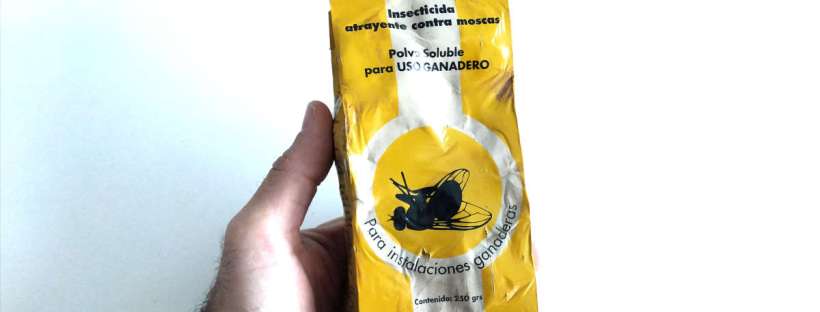 Insecticida
atrayente contra moscas
Polvo Soluble
para USO GANADERO
Para instalaciones ganaderas
Contenido: 250 grs